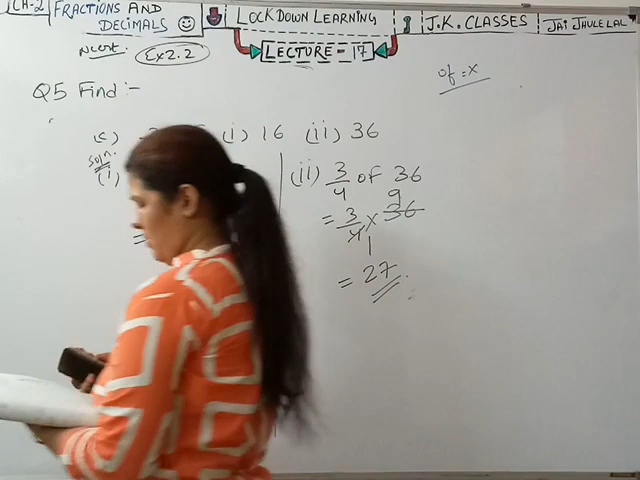 CH-2 FRACTIONS AND DECIMALS
LOCKDOWN LEARNING
J.K. CLASSES
JAI JHULELAL
NCERT Ex 2.2
LECTURE - 17
of = x
Q5 Find :-
(c) (i) 16 (ii) 36
Soln.
(i)
(ii) 3/4 of 36
9
= 3/4 x 36
1
= 27